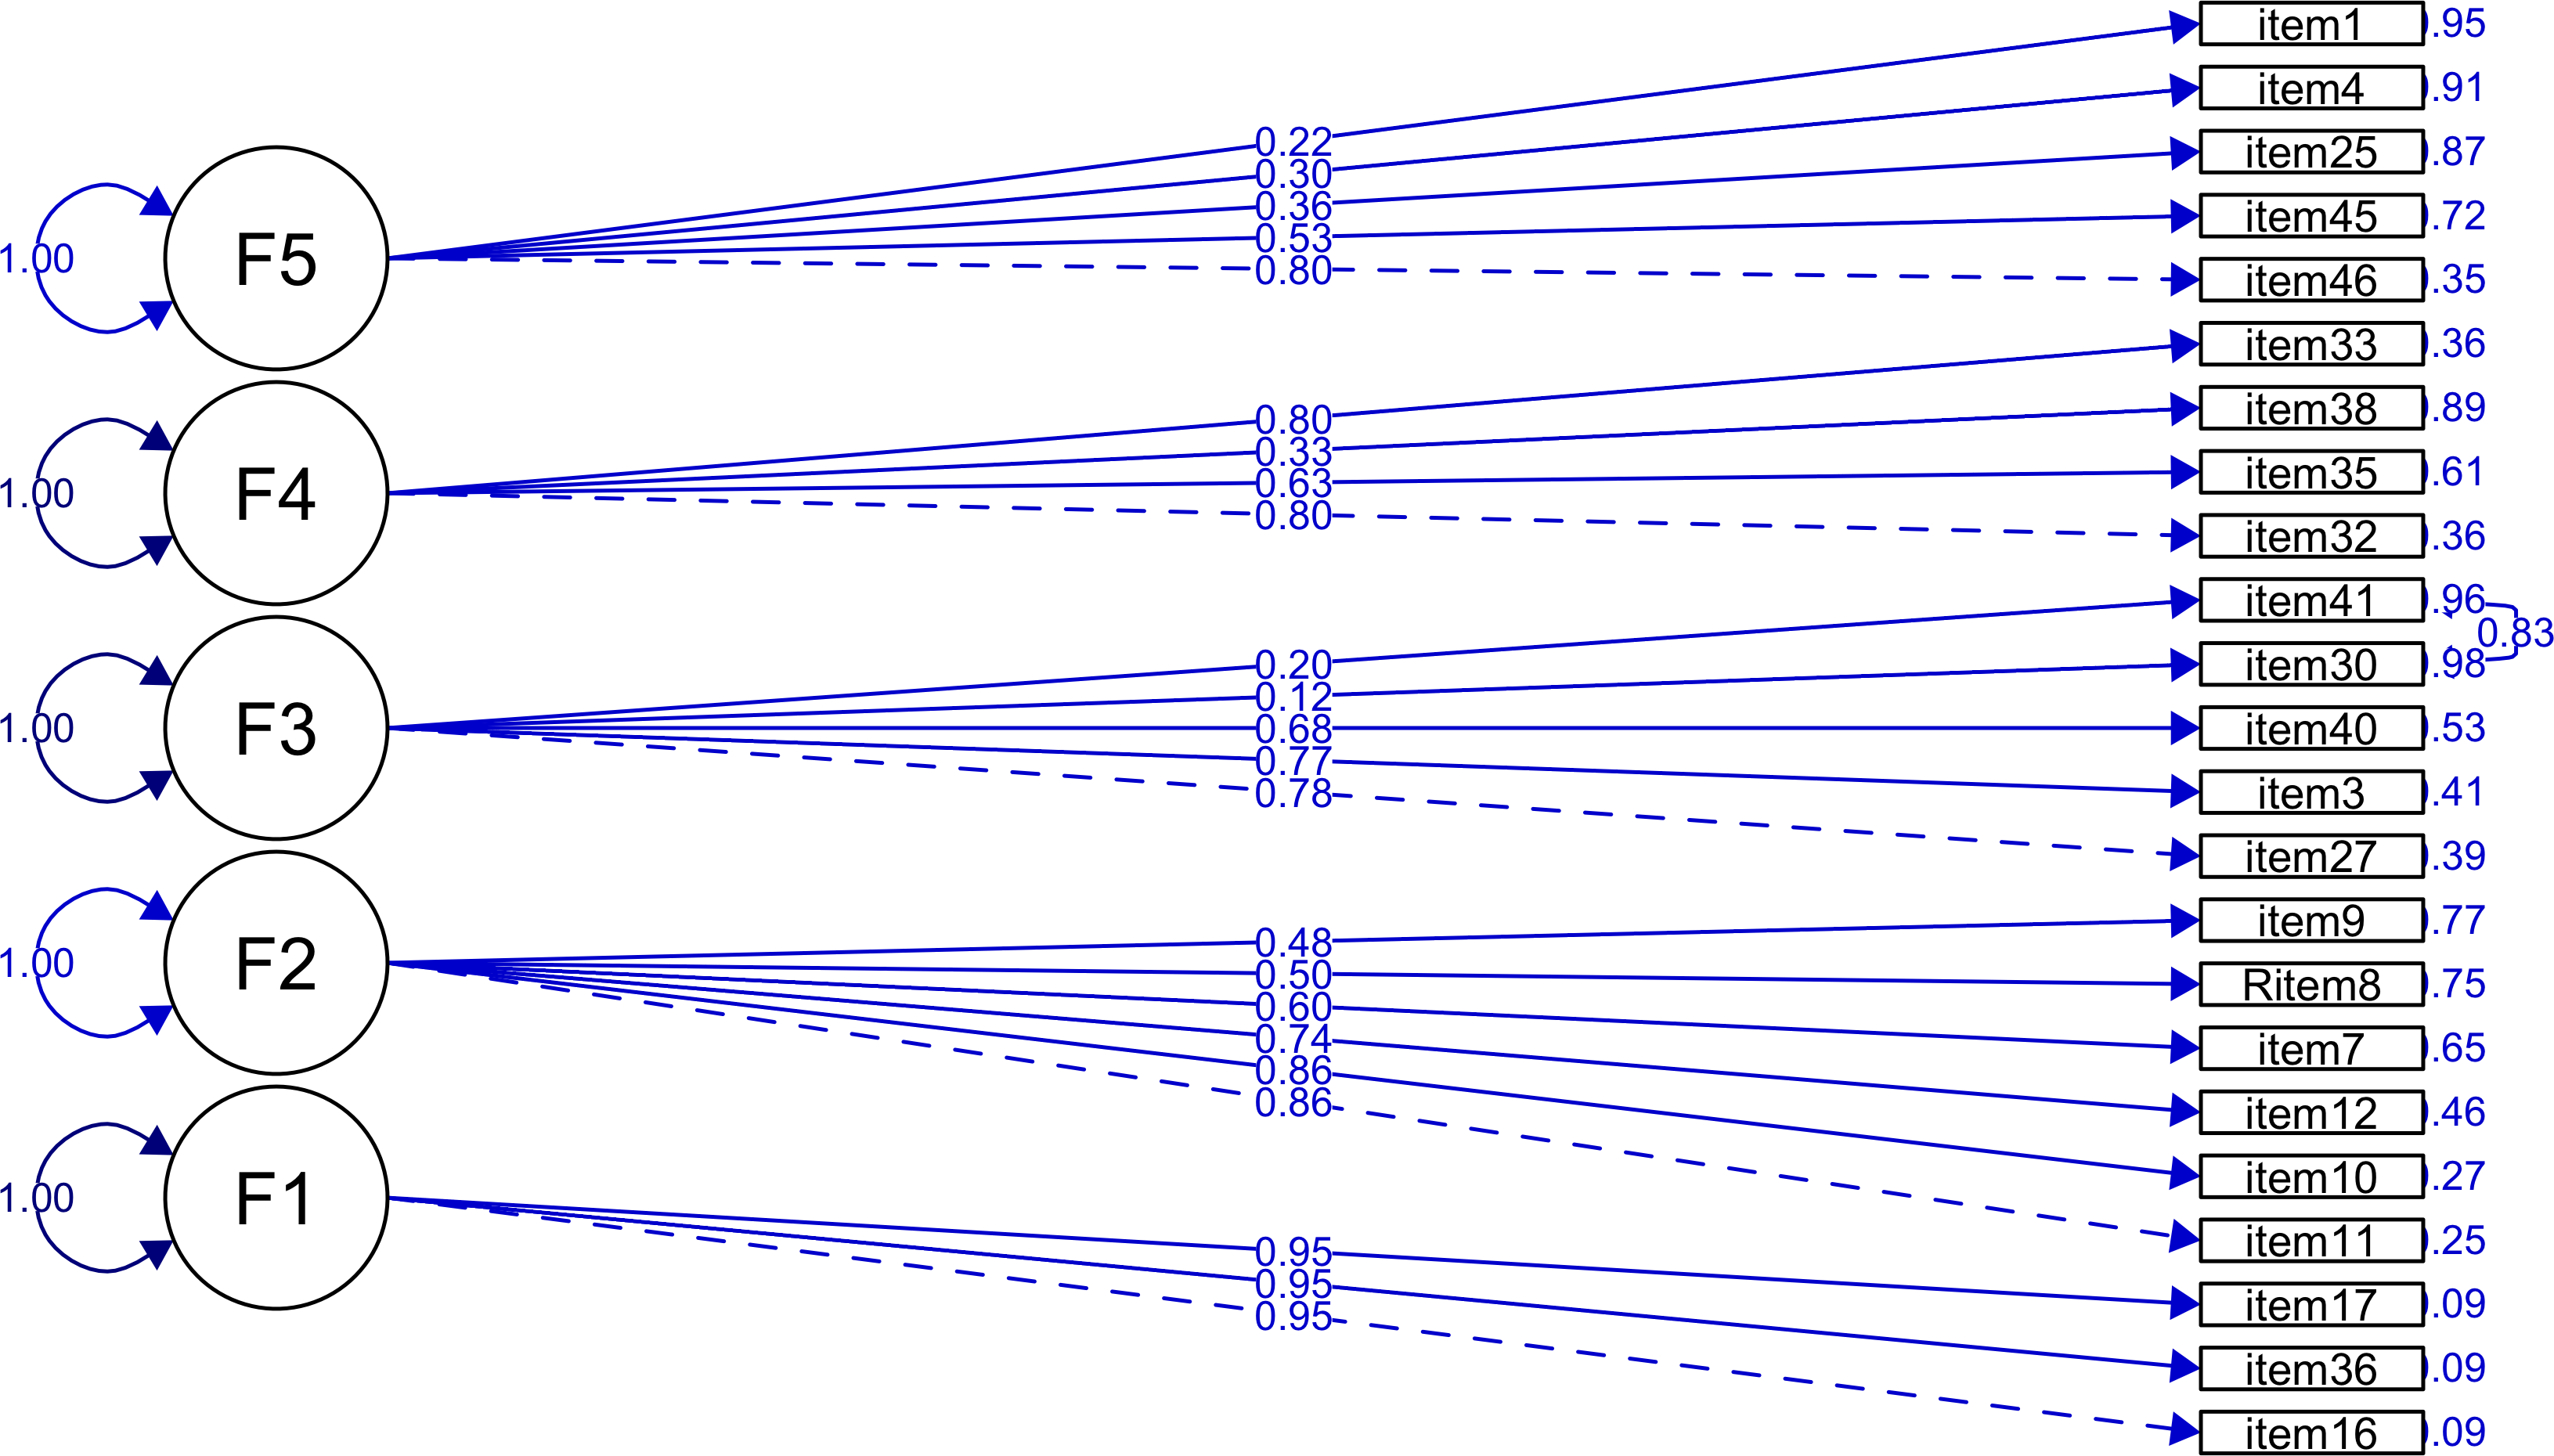 item1 .95
item4 .91
0.22
item25 .87
0.30
0.36
item45 .72
0.53
1.00 F5
0.80
item46 .35
item33 .36
item38 .89
0.80
0.33
item35 .61
0.63
1.00 F4
0.80
item32 .36
item41 .96
0.83
item30 .98
0.20
0.12
1.00 F3
0.68
item40 .53
0.77
item3 .41
0.78
item27 .39
item9 .77
0.48
1.00 F2
0.50
Ritem8 .75
0.60
0.74
item7 .65
0.86
0.86
item12 .46
item10 .27
1.00 F1
item11 .25
0.95
0.95
item17 .09
0.95
item36 .09
item16 .09